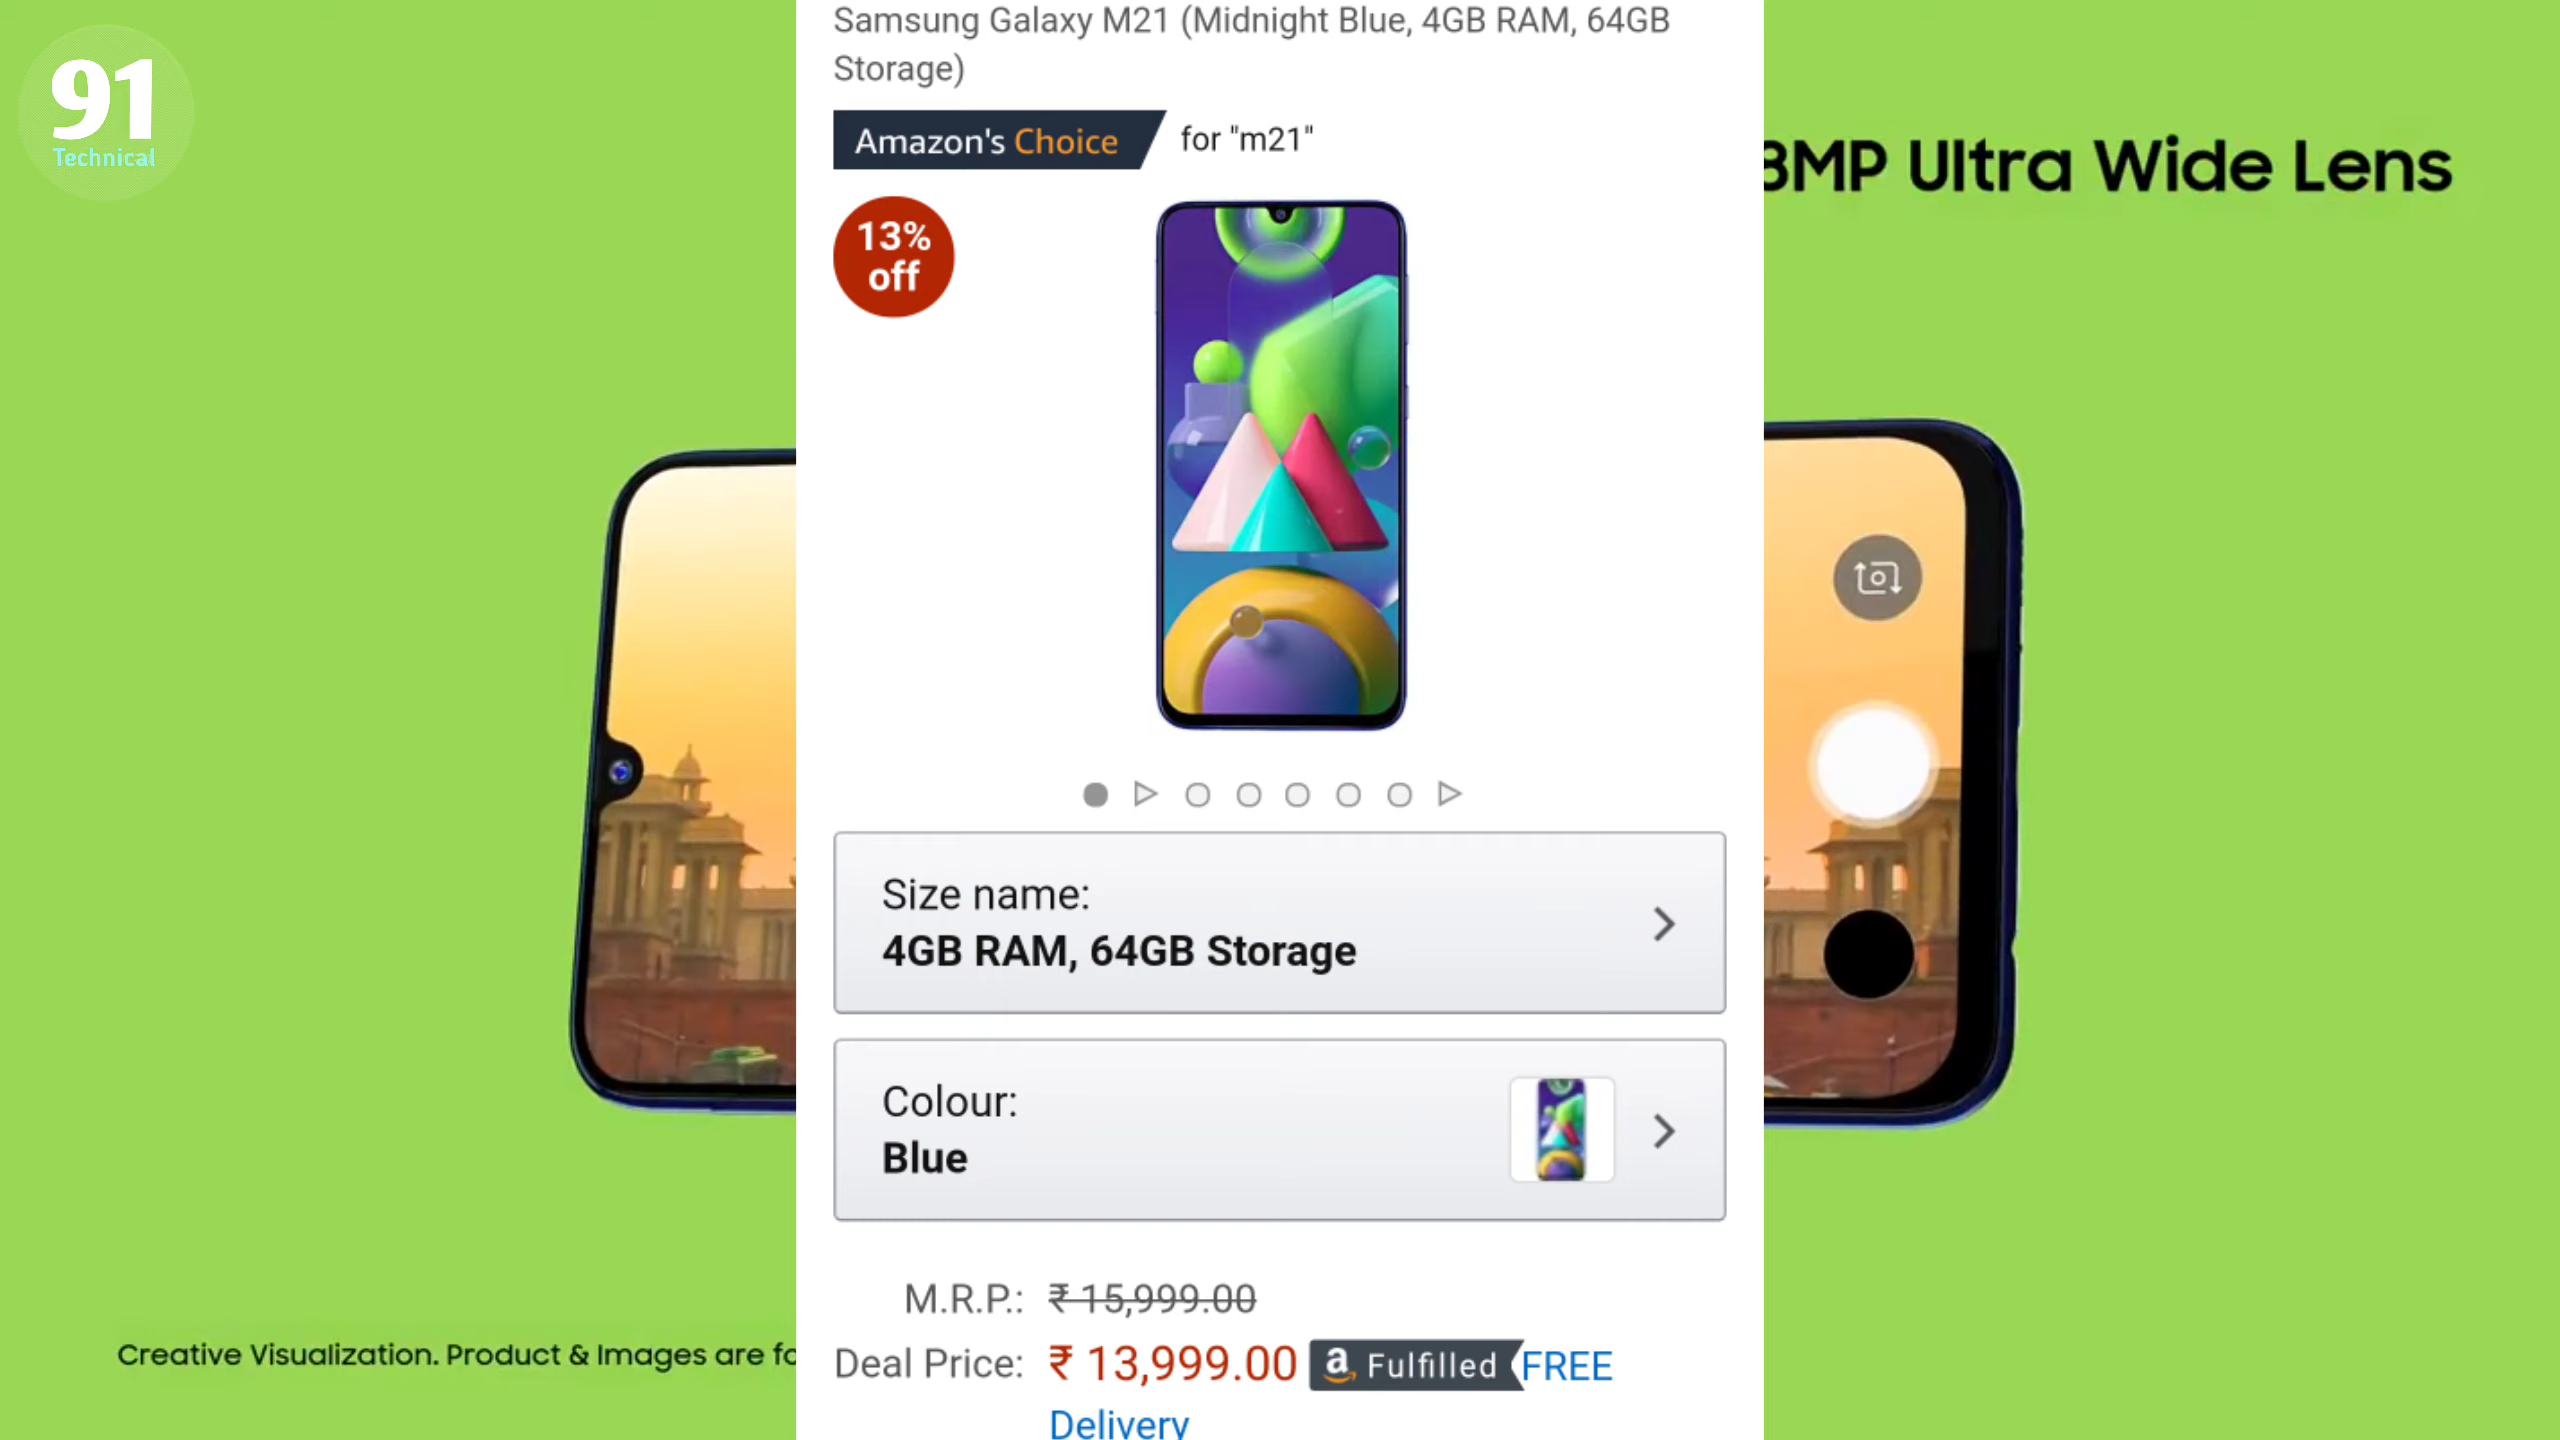 91
Technical
Samsung Galaxy M21 (Midnight Blue, 4GB RAM, 64GB
Storage)
Amazon's Choice for "m21"
13%
off
8MP Ultra Wide Lens
Size name:
4GB RAM, 64GB Storage
Colour:
Blue
M.R.P.: ₹ 15,999.00
Deal Price: ₹ 13,999.00 a Fulfilled FREE
Delivery
Creative Visualization. Product & Images are fo